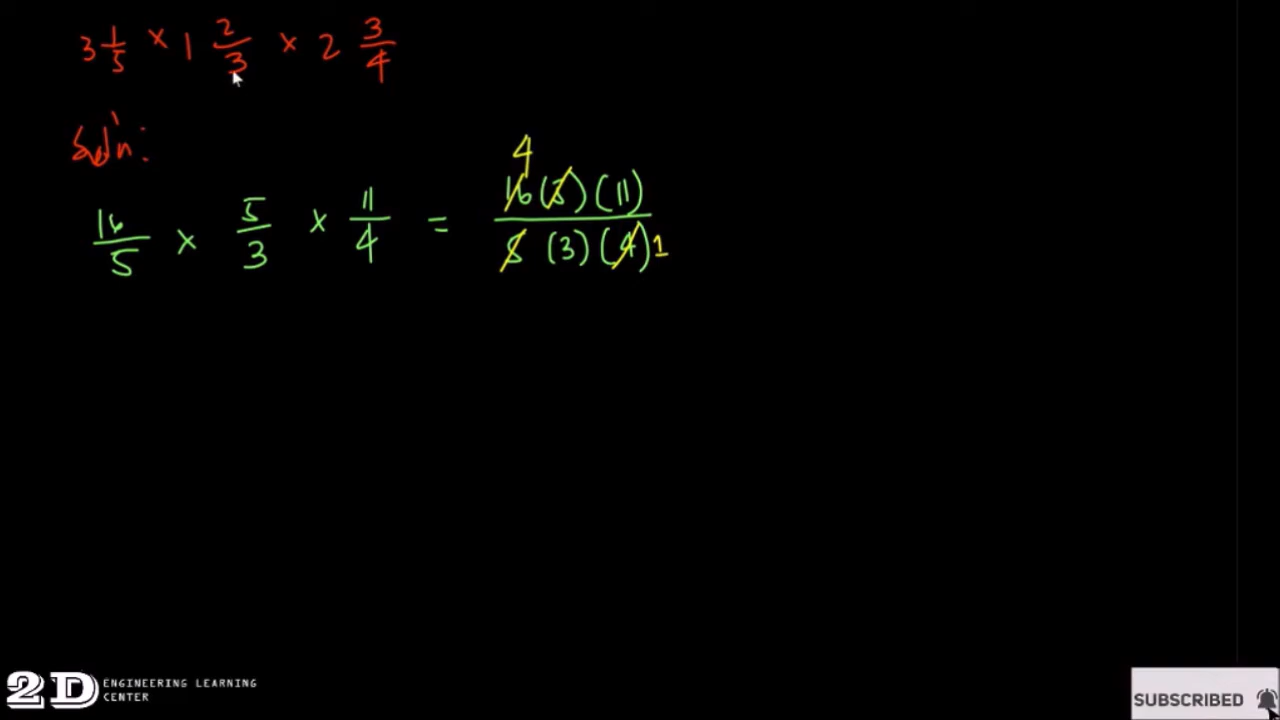 3 1/5 × 1 2/3 × 2 3/4
Sol'n:
16/5 × 5/3 × 11/4 = 16(5)(11)/5(3)(4)
4
1
2D ENGINEERING LEARNING
CENTER
SUBSCRIBED